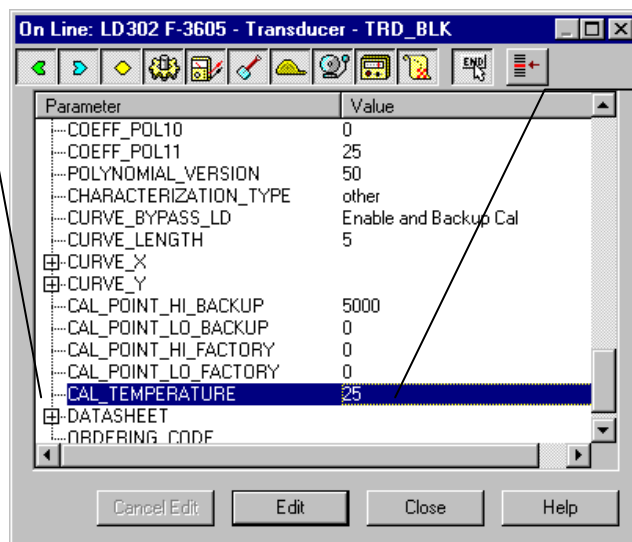 On Line: LD302 F-3605 - Transducer - TRD_BLK
END
Parameter Value
COEFF_POL10 0
COEFF_POL11 25
POLYNOMIAL_VERSION 50
CHARACTERIZATION_TYPE other
CURVE_BYPASS_LD Enable and Backup Cal
CURVE_LENGTH 5
CURVE_X
CURVE_Y
CAL_POINT_HI_BACKUP 5000
CAL_POINT_LO_BACKUP 0
CAL_POINT_HI_FACTORY 0
CAL_POINT_LO_FACTORY 0
CAL_TEMPERATURE 25
DATASHEET
ORDERING_CODE
Cancel Edit Edit Close Help